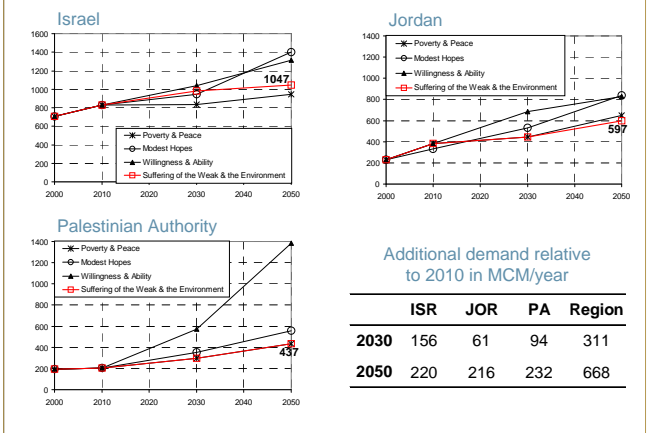 Israel
1600
1400
1200
1000
800
600
400
200
0
2000 2010 2020 2030 2040 2050
1047
Poverty & Peace
Modest Hopes
Willingness & Ability
Suffering of the Weak & the Environment
Jordan
1400
1200
1000
800
600
400
200
0
2000 2010 2020 2030 2040 2050
Poverty & Peace
Modest Hopes
Willingness & Ability
Suffering of the Weak & the Environment
597
Palestinian Authority
1400
1200
1000
800
600
400
200
0
2000 2010 2020 2030 2040 2050
Poverty & Peace
Modest Hopes
Willingness & Ability
Suffering of the Weak & the Environment
437
Additional demand relative
to 2010 in MCM/year
ISR JOR PA Region
2030 156 61 94 311
2050 220 216 232 668